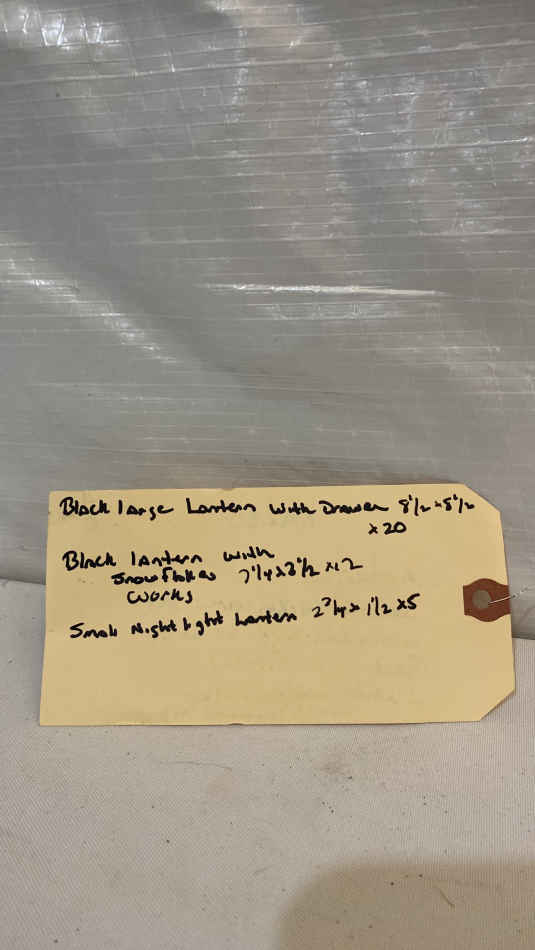 Black large Lantern with Drawer 8 1/2 x 8 1/2
x 20
Black lantern with
Snowflakes 7 1/4 x 3 1/2 x 12
works
Small Night light Lantern 2 3/4 x 1 1/2 x 5